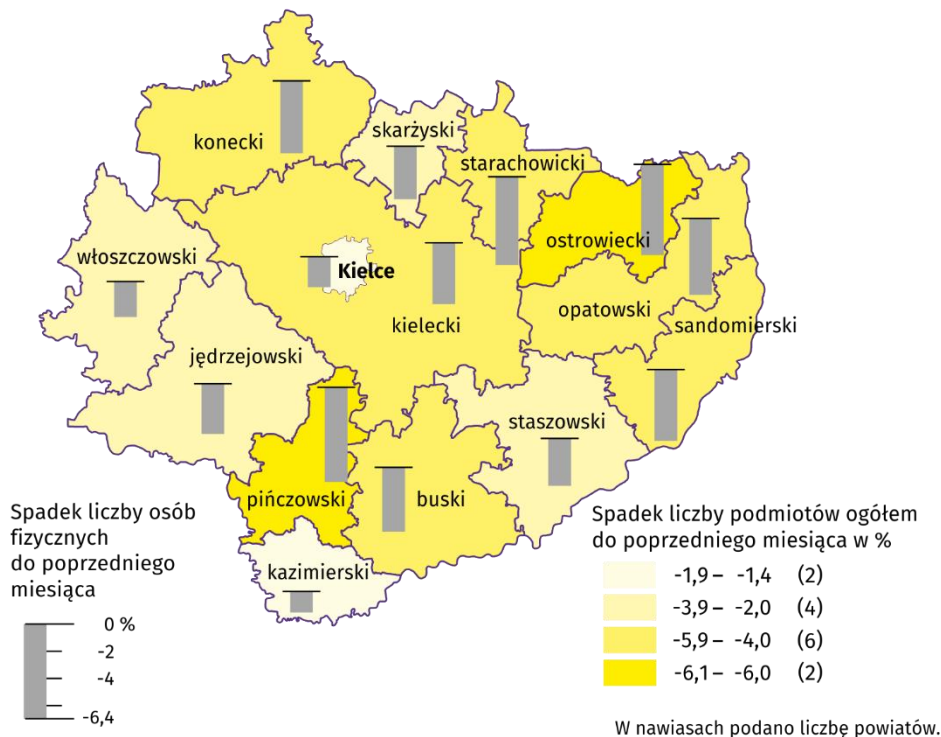 konecki
skarżyski
starachowicki
włoszczowski
Kielce
ostrowiecki
kielecki
opatowski
sandomierski
jędrzejowski
staszowski
pińczowski
buski
kazimierski
Spadek liczby osób
fizycznych
do poprzedniego
miesiąca
0 %
-2
-4
-6,4
Spadek liczby podmiotów ogółem
do poprzedniego miesiąca w %
-1,9 – -1,4 (2)
-3,9 – -2,0 (4)
-5,9 – -4,0 (6)
-6,1 – -6,0 (2)
W nawiasach podano liczbę powiatów.